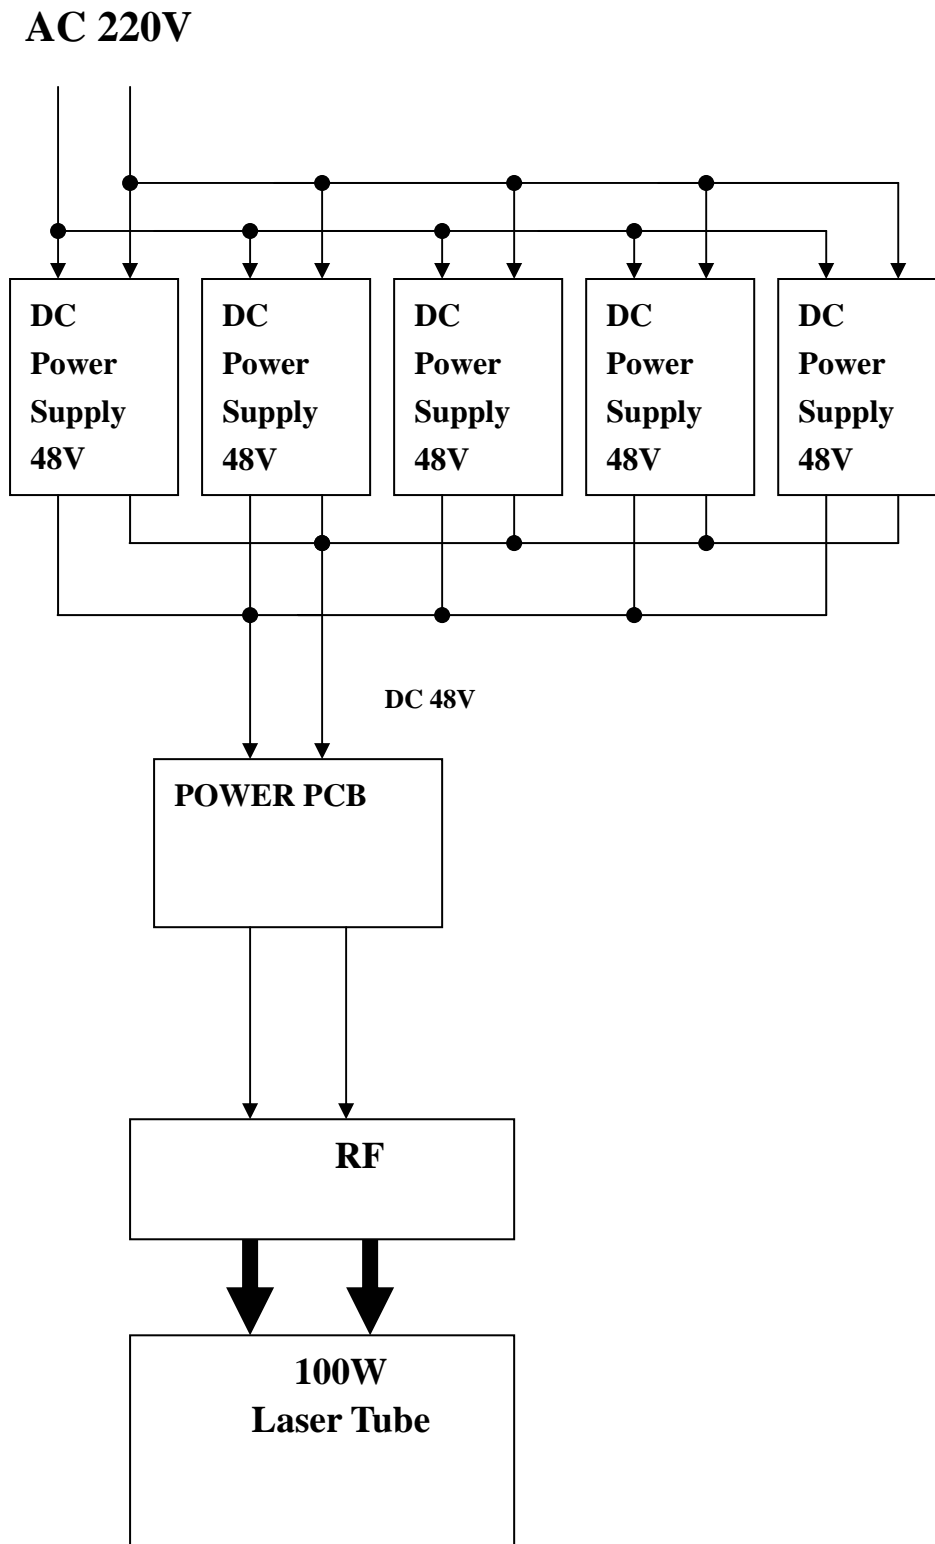 AC 220V
DC
Power
Supply
48V
DC
Power
Supply
48V
DC
Power
Supply
48V
DC
Power
Supply
48V
DC
Power
Supply
48V
DC 48V
POWER PCB
RF
100W
Laser Tube